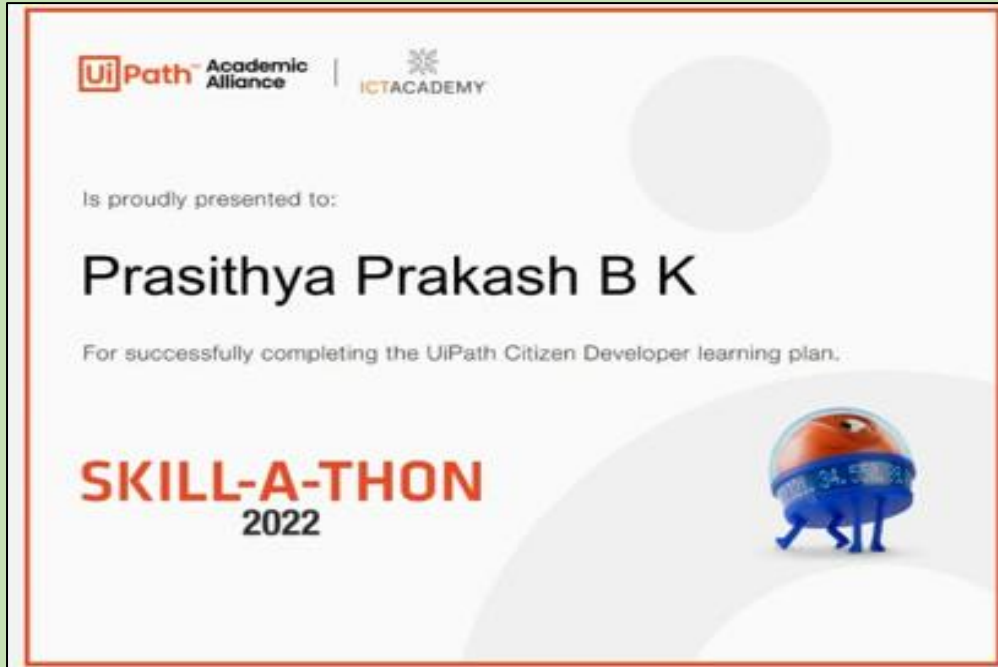 UiPath™ Academic Alliance | ICTACADEMY
Is proudly presented to:
Prasithya Prakash B K
For successfully completing the UiPath Citizen Developer learning plan.
SKILL-A-THON
2022